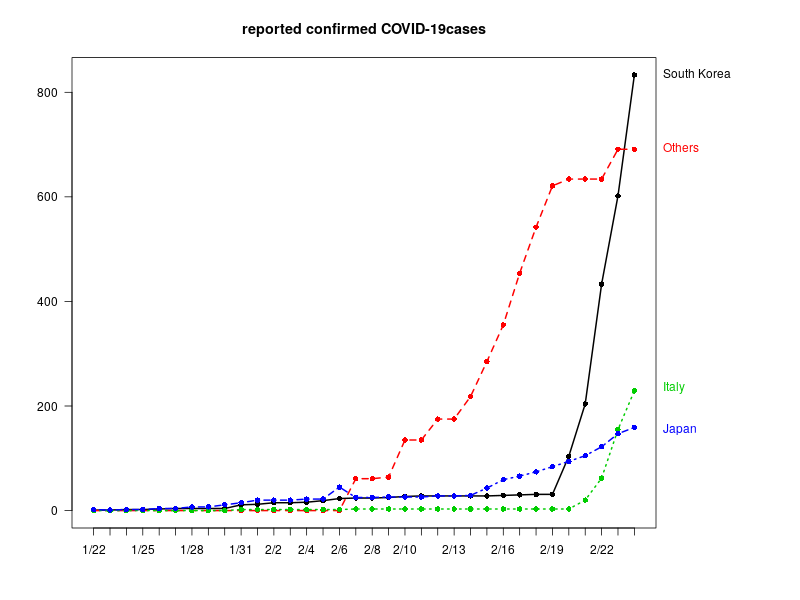 reported confirmed COVID-19cases
South Korea
800
Others
600
400
Italy
200
Japan
0
1/22 1/25 1/28 1/31 2/2 2/4 2/6 2/8 2/10 2/13 2/16 2/19 2/22